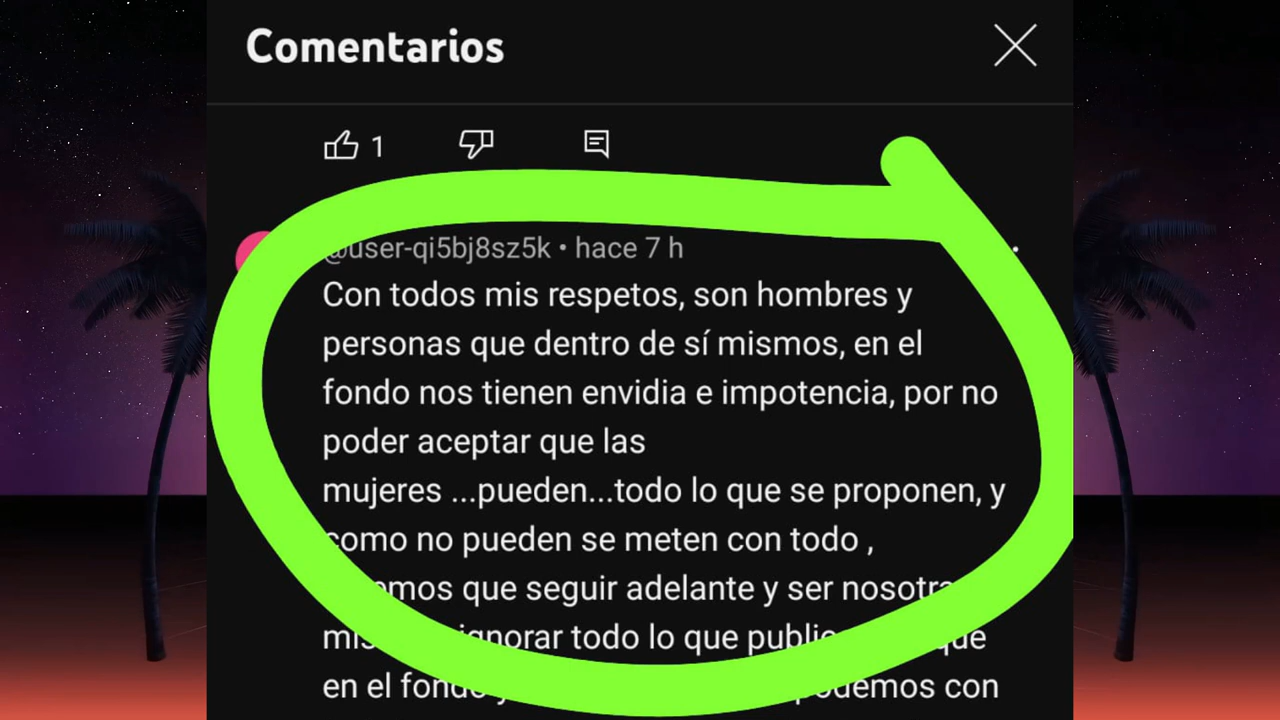 Comentarios
1
@user-qi5bj8sz5k • hace 7 h
Con todos mis respetos, son hombres y
personas que dentro de sí mismos, en el
fondo nos tienen envidia e impotencia, por no
poder aceptar que las
mujeres ...pueden...todo lo que se proponen, y
como no pueden se meten con todo ,
que seguir adelante y ser
ignorar todo lo que
en el fondo podemos con